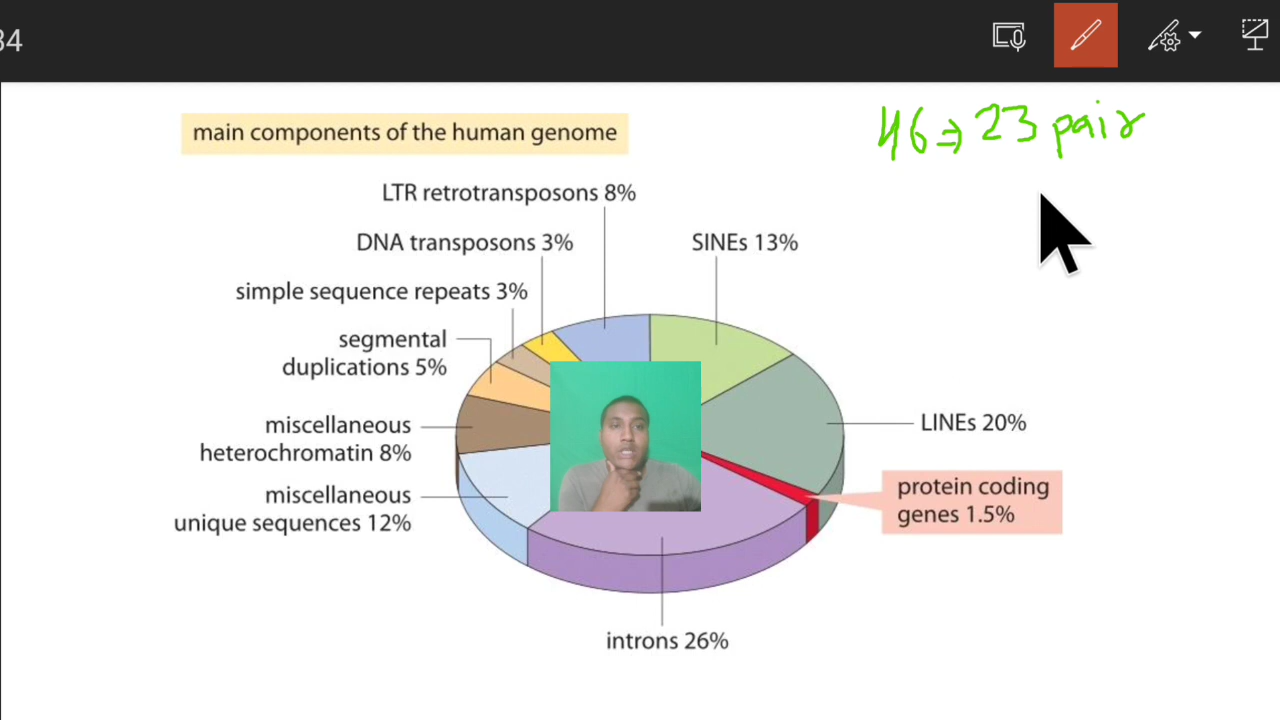 34
main components of the human genome
46 => 23 pair
LTR retrotransposons 8%
DNA transposons 3%
SINEs 13%
simple sequence repeats 3%
segmental
duplications 5%
miscellaneous
heterochromatin 8%
LINEs 20%
protein coding
genes 1.5%
miscellaneous
unique sequences 12%
introns 26%